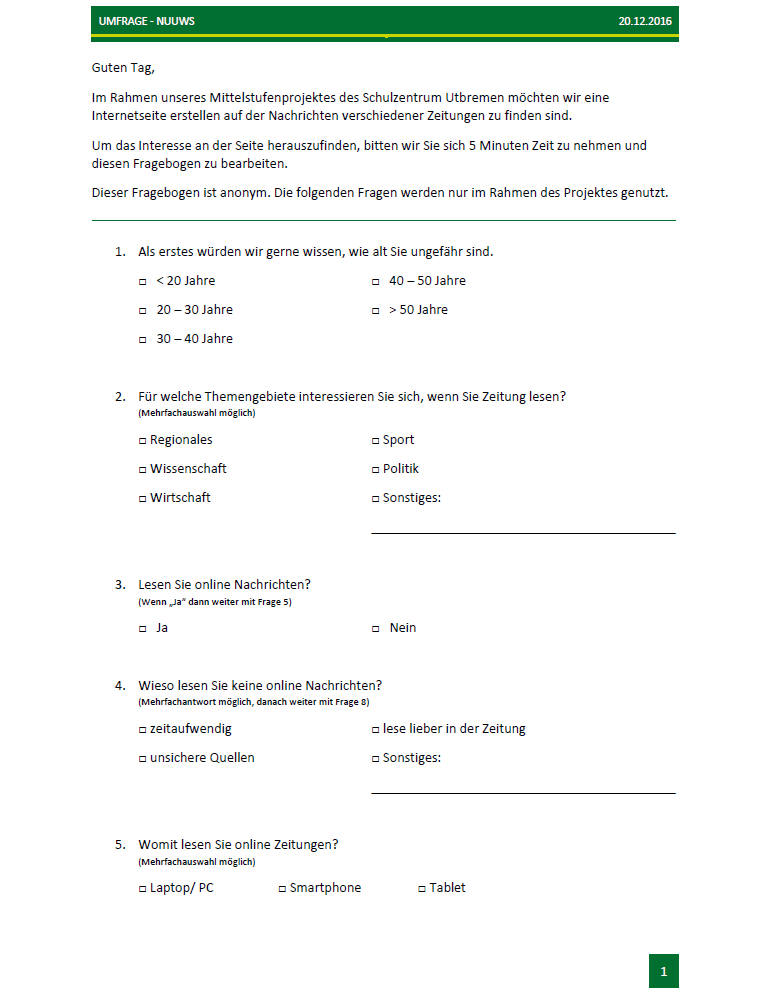 UMFRAGE - NUUWS 20.12.2016
Guten Tag,
Im Rahmen unseres Mittelstufenprojektes des Schulzentrum Utbremen möchten wir eine
Internetseite erstellen auf der Nachrichten verschiedener Zeitungen zu finden sind.
Um das Interesse an der Seite herauszufinden, bitten wir Sie sich 5 Minuten Zeit zu nehmen und
diesen Fragebogen zu bearbeiten.
Dieser Fragebogen ist anonym. Die folgenden Fragen werden nur im Rahmen des Projektes genutzt.
1. Als erstes würden wir gerne wissen, wie alt Sie ungefähr sind.
□ < 20 Jahre □ 40 – 50 Jahre
□ 20 – 30 Jahre □ > 50 Jahre
□ 30 – 40 Jahre
2. Für welche Themengebiete interessieren Sie sich, wenn Sie Zeitung lesen?
(Mehrfachauswahl möglich)
□ Regionales □ Sport
□ Wissenschaft □ Politik
□ Wirtschaft □ Sonstiges:
3. Lesen Sie online Nachrichten?
(Wenn „Ja“ dann weiter mit Frage 5)
□ Ja □ Nein
4. Wieso lesen Sie keine online Nachrichten?
(Mehrfachantwort möglich, danach weiter mit Frage 8)
□ zeitaufwendig □ lese lieber in der Zeitung
□ unsichere Quellen □ Sonstiges:
5. Womit lesen Sie online Zeitungen?
(Mehrfachauswahl möglich)
□ Laptop/ PC □ Smartphone □ Tablet
1